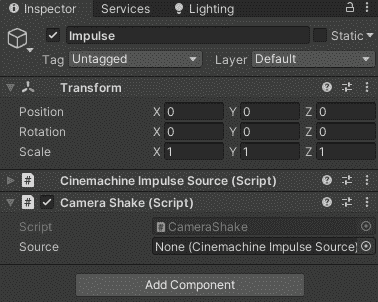 Inspector Services Lighting
Impulse Static
Tag Untagged Layer Default
Transform
Position X 0 Y 0 Z 0
Rotation X 0 Y 0 Z 0
Scale X 1 Y 1 Z 1
# Cinemachine Impulse Source (Script)
# Camera Shake (Script)
Script # CameraShake
Source None (Cinemachine Impulse Source)
Add Component